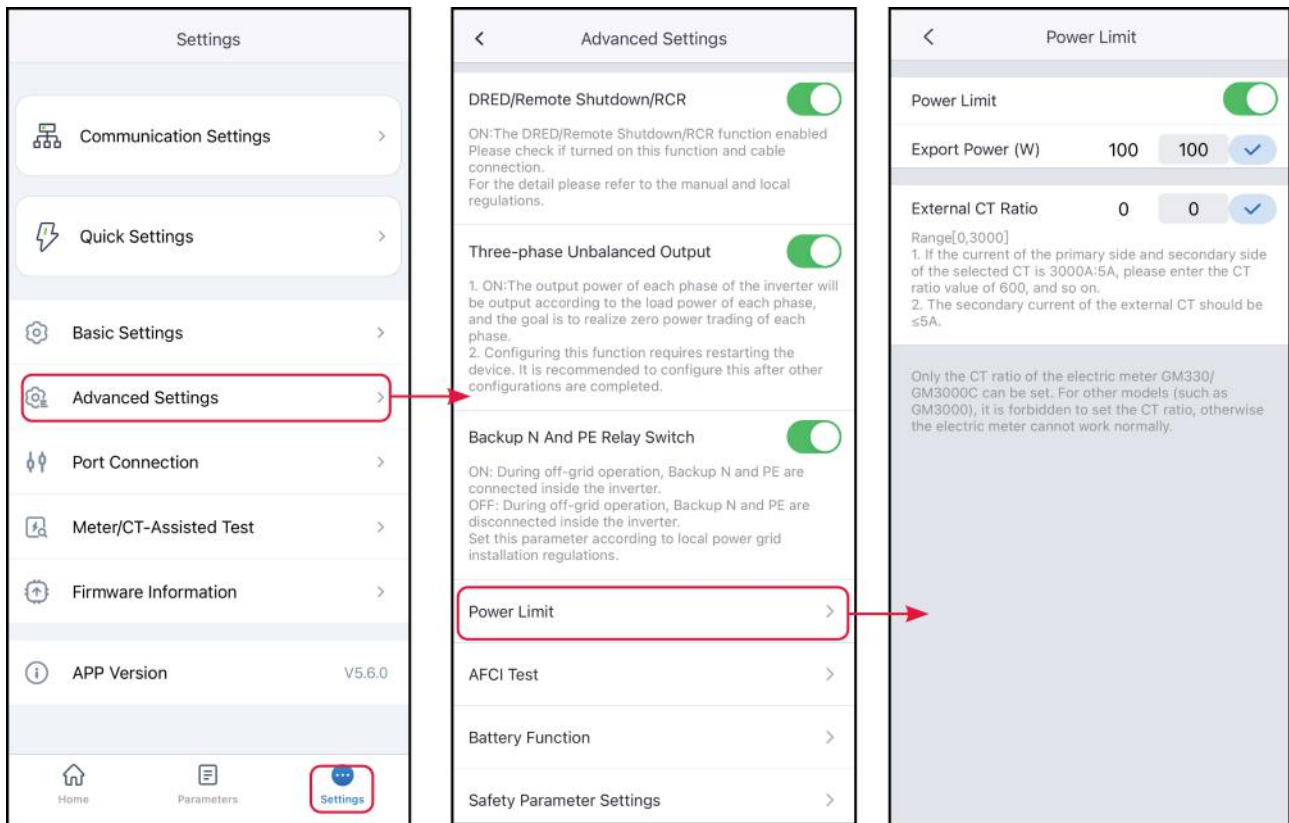 Settings
Communication Settings
Quick Settings
Basic Settings
Advanced Settings
Port Connection
Meter/CT-Assisted Test
Firmware Information
APP Version V5.6.0
Home Parameters Settings
Advanced Settings
DRED/Remote Shutdown/RCR
ON:The DRED/Remote Shutdown/RCR function enabled
Please check if turned on this function and cable
connection.
For the detail please refer to the manual and local
regulations.
Three-phase Unbalanced Output
1. ON:The output power of each phase of the inverter will
be output according to the load power of each phase,
and the goal is to realize zero power trading of each
phase.
2. Configuring this function requires restarting the
device. It is recommended to configure this after other
configurations are completed.
Backup N And PE Relay Switch
ON: During off-grid operation, Backup N and PE are
connected inside the inverter.
OFF: During off-grid operation, Backup N and PE are
disconnected inside the inverter.
Set this parameter according to local power grid
installation regulations.
Power Limit
AFCI Test
Battery Function
Safety Parameter Settings
Power Limit
Power Limit
Export Power (W) 100 100
External CT Ratio 0 0
Range[0,3000]
1. If the current of the primary side and secondary side
of the selected CT is 3000A:5A, please enter the CT
ratio value of 600, and so on.
2. The secondary current of the external CT should be
≤5A.
Only the CT ratio of the electric meter GM330/
GM3000C can be set. For other models (such as
GM3000), it is forbidden to set the CT ratio, otherwise
the electric meter cannot work normally.